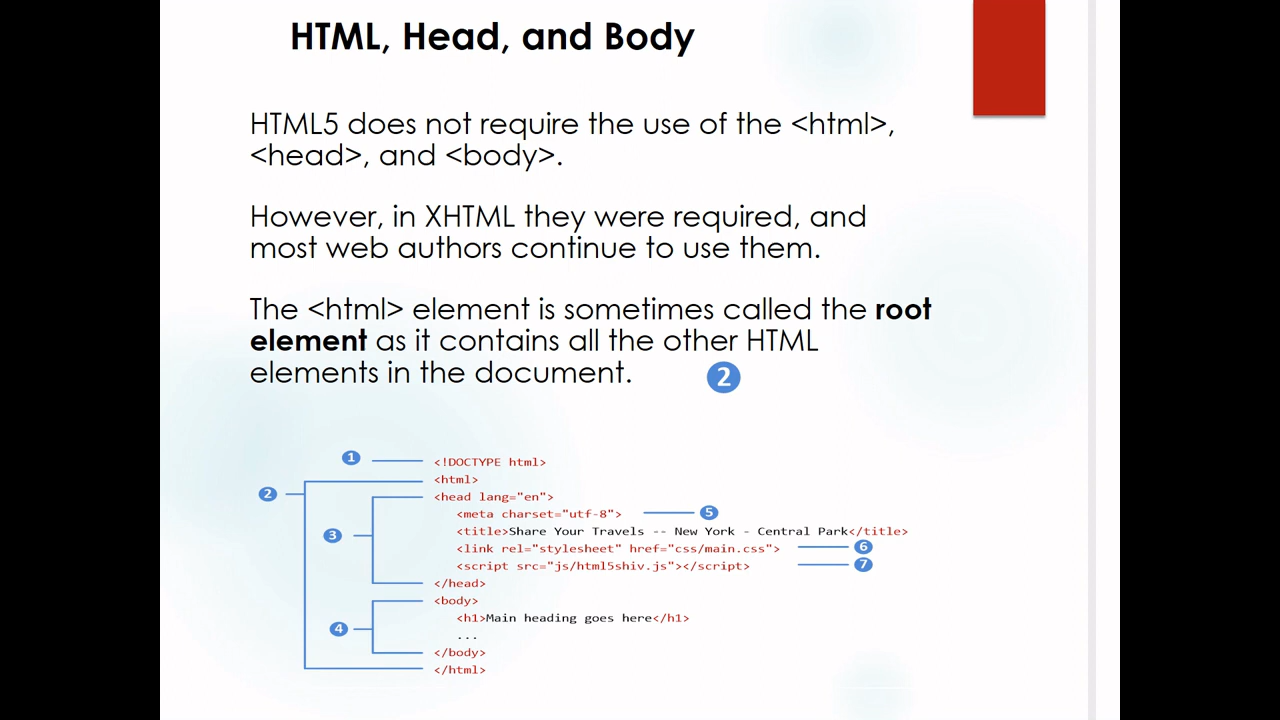 HTML, Head, and Body
HTML5 does not require the use of the <html>,
<head>, and <body>.
However, in XHTML they were required, and
most web authors continue to use them.
The <html> element is sometimes called the root
element as it contains all the other HTML
elements in the document.
2
1
<!DOCTYPE html>
2
<html>
<head lang="en">
<meta charset="utf-8"> 5
<title>Share Your Travels -- New York - Central Park</title>
3
<link rel="stylesheet" href="css/main.css"> 6
<script src="js/html5shiv.js"></script> 7
</head>
<body>
<h1>Main heading goes here</h1>
4
...
</body>
</html>